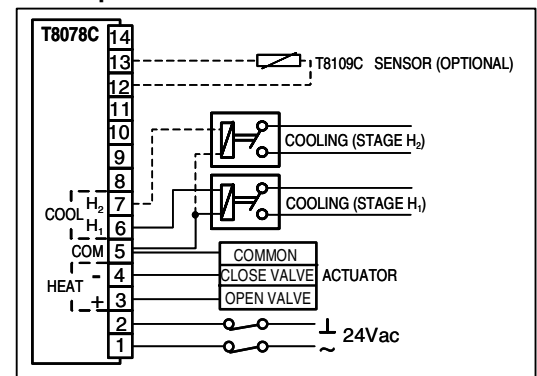 T8078C
14
13
T8109C SENSOR (OPTIONAL)
12
11
10
COOLING (STAGE H₂)
9
8
H₂ 7
COOLING (STAGE H₁)
COOL
H₁ 6
COM 5 COMMON
- 4 CLOSE VALVE ACTUATOR
HEAT
+ 3 OPEN VALVE
2 ⊥
24Vac
1 ~